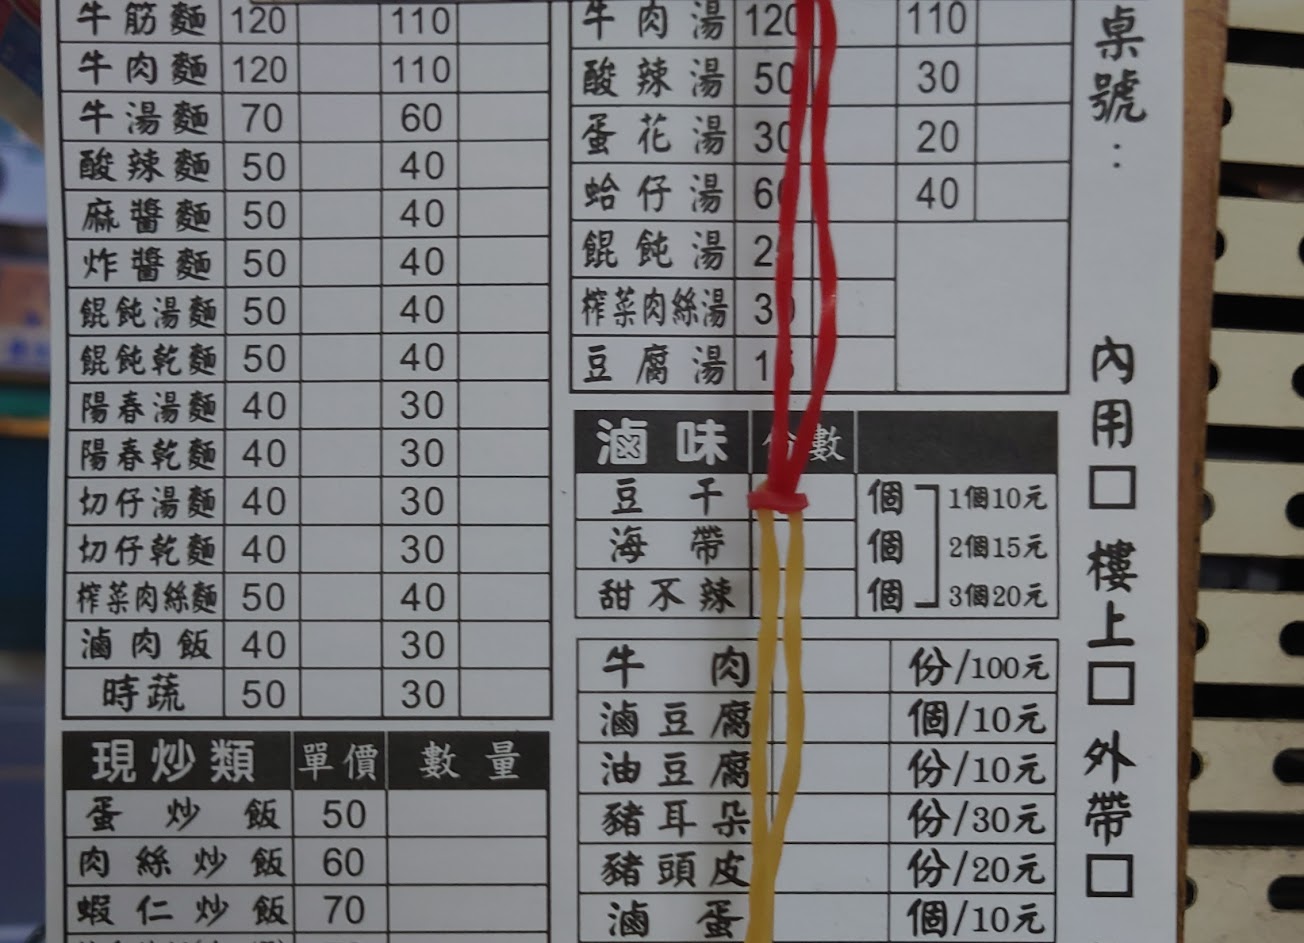 牛筋麵 120 110
牛肉麵 120 110
牛湯麵 70 60
酸辣麵 50 40
麻醬麵 50 40
炸醬麵 50 40
餛飩湯麵 50 40
餛飩乾麵 50 40
陽春湯麵 40 30
陽春乾麵 40 30
切仔湯麵 40 30
切仔乾麵 40 30
榨菜肉絲麵 50 40
滷肉飯 40 30
時蔬 50 30
現炒類 單價 數量
蛋炒飯 50
肉絲炒飯 60
蝦仁炒飯 70
牛肉湯 120 110
酸辣湯 50 30
蛋花湯 30 20
蛤仔湯 60 40
餛飩湯
榨菜肉絲湯 30
豆腐湯
滷味 份數
豆干 個 1個10元
海帶 個 2個15元
甜不辣 個 3個20元
牛肉 份/100元
滷豆腐 個/10元
油豆腐 份/10元
豬耳朵 份/30元
豬頭皮 份/20元
滷蛋 個/10元
桌號：
內用□ 樓上□ 外帶□